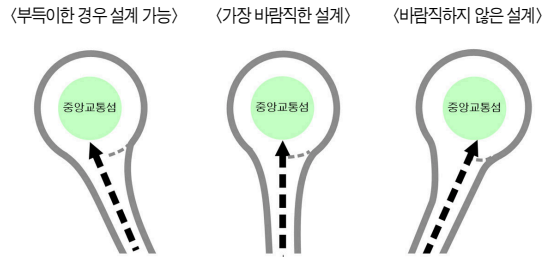 〈부득이한 경우 설계 가능〉 〈가장 바람직한 설계〉 〈바람직하지 않은 설계〉
중앙교통섬 중앙교통섬 중앙교통섬